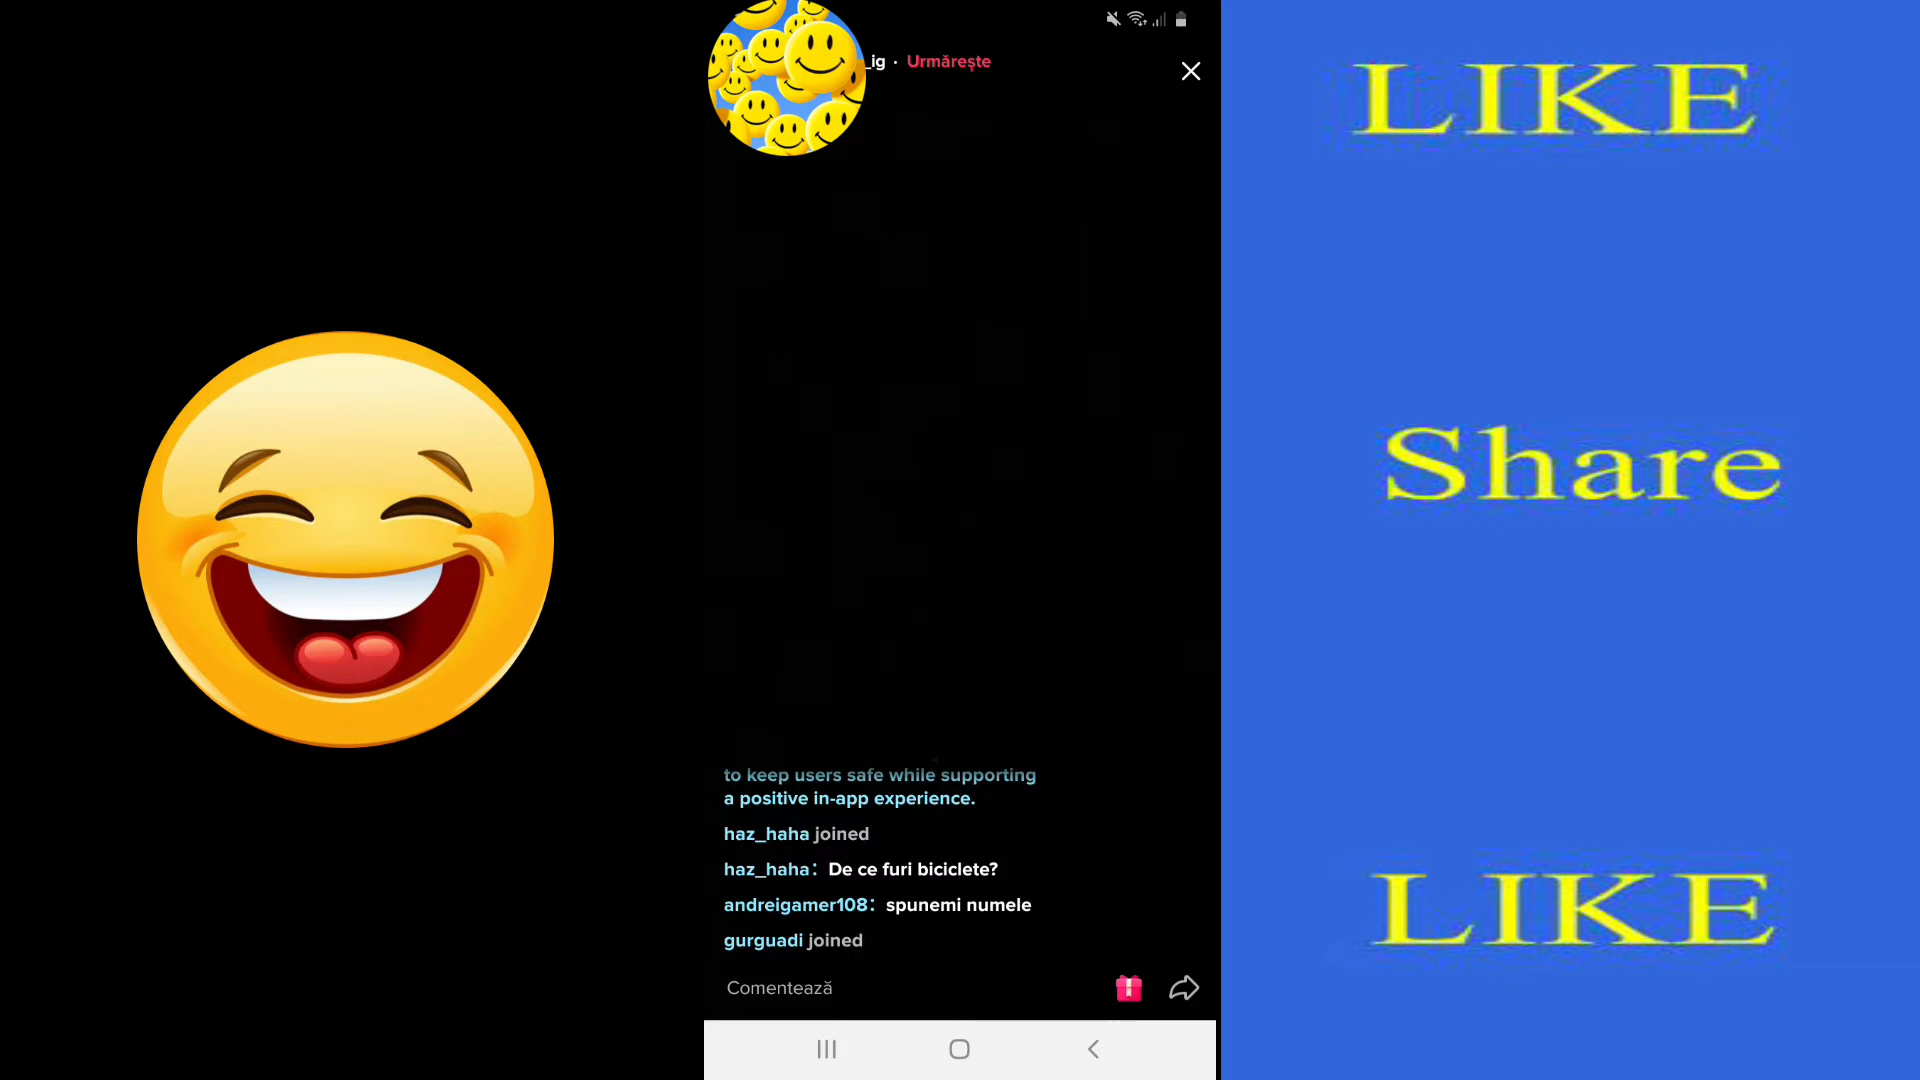 _ig · Urmărește
to keep users safe while supporting
a positive in-app experience.
haz_haha joined
haz_haha: De ce furi biciclete?
andreigamer108: spunemi numele
gurguadi joined
Comentează
LIKE
Share
LIKE